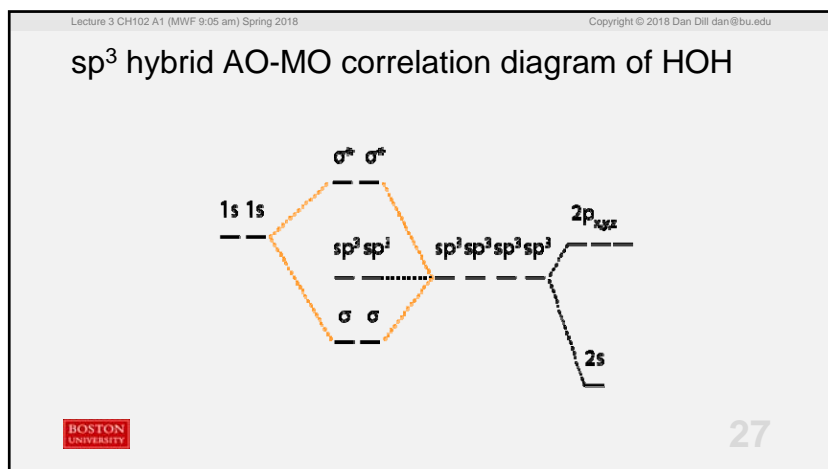 Lecture 3 CH102 A1 (MWF 9:05 am) Spring 2018 Copyright © 2018 Dan Dill dan@bu.edu
sp³ hybrid AO-MO correlation diagram of HOH
σ* σ*
1s 1s
2px,y,z
sp³ sp³ sp³ sp³ sp³ sp³
σ σ
2s
BOSTON
UNIVERSITY
27